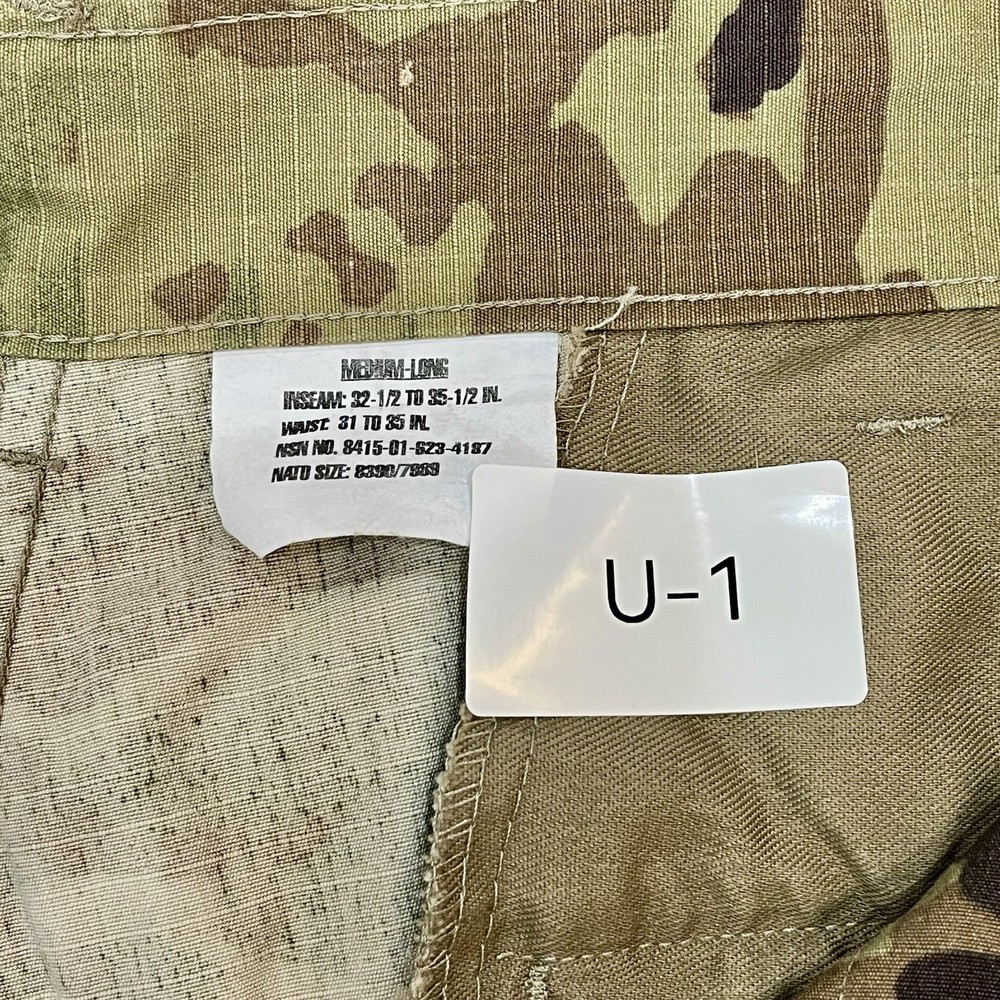 MEDIUM-LONG
INSEAM: 32-1/2 TO 35-1/2 IN.
WAIST: 31 TO 35 IN.
NSN NO. 8415-01-623-4187
NATO SIZE: 8390/7989
U-1